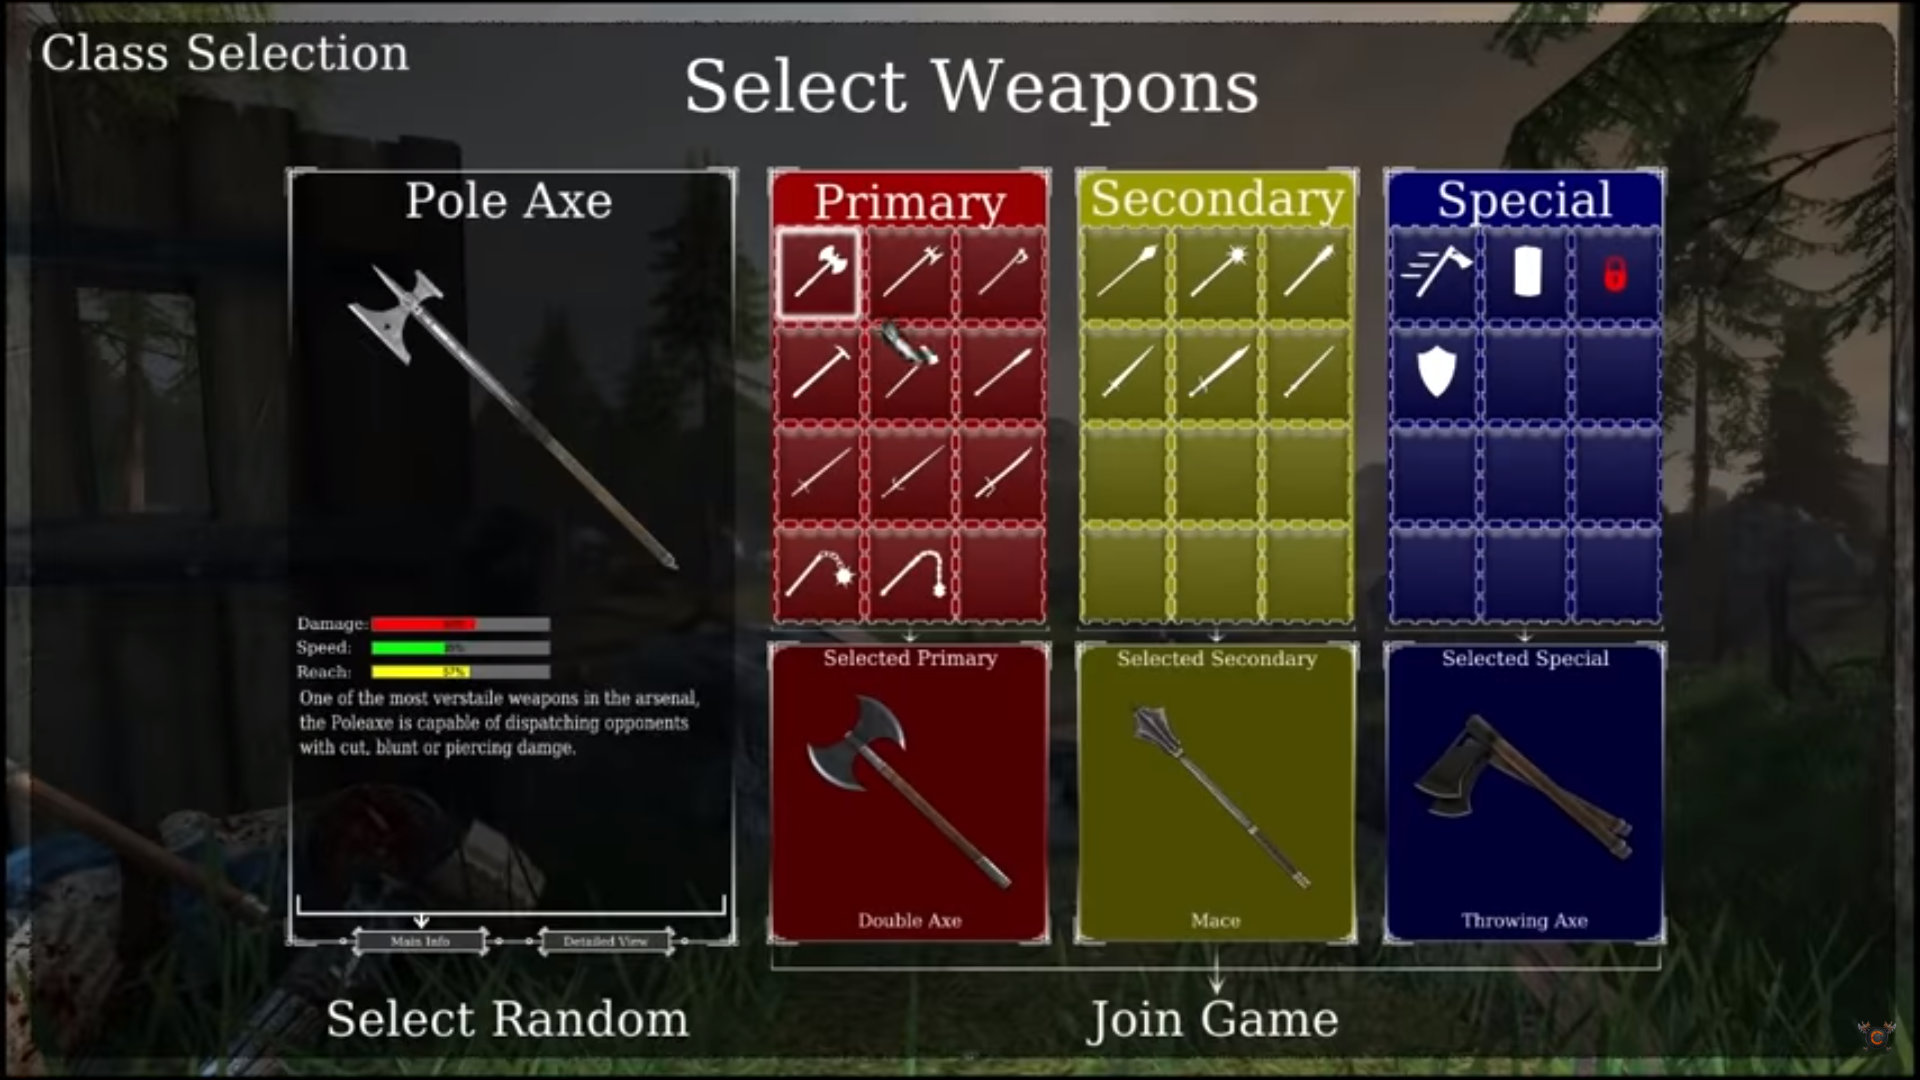 Class Selection
Select Weapons
Pole Axe
Damage:
Speed:
Reach: 57%
One of the most verstaile weapons in the arsenal,
the Poleaxe is capable of dispatching opponents
with cut, blunt or piercing damge.
Main Info
Detailed View
Primary
Secondary
Special
Selected Primary
Double Axe
Selected Secondary
Mace
Selected Special
Throwing Axe
Select Random
Join Game